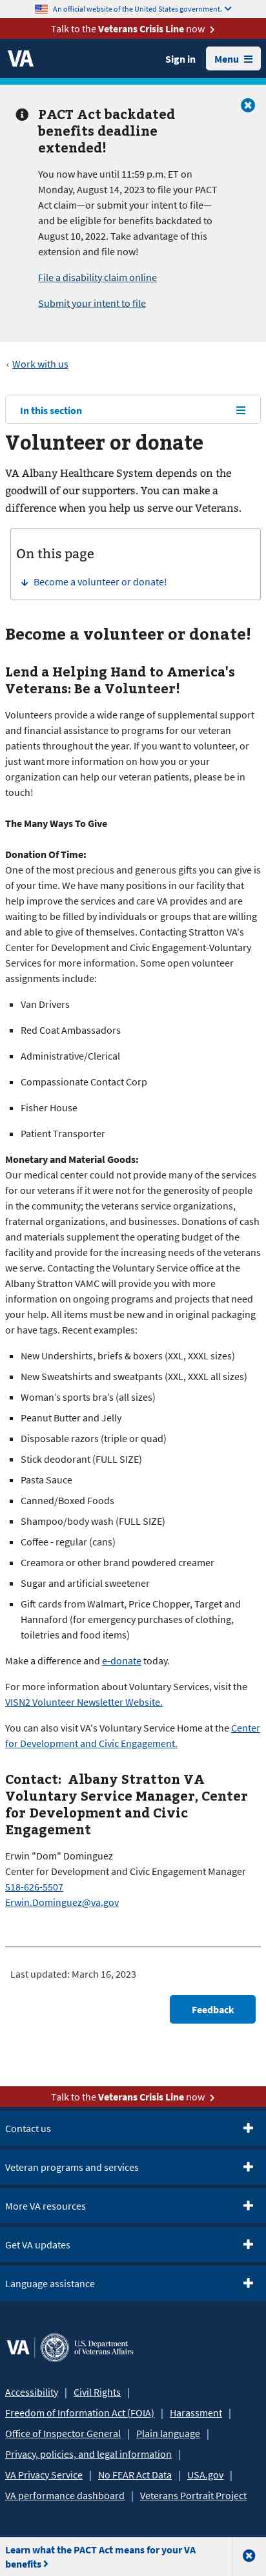 An official website of the United States government.
Talk to the Veterans Crisis Line now
VA
Sign in
Menu
PACT Act backdated
benefits deadline
extended!
You now have until 11:59 p.m. ET on
Monday, August 14, 2023 to file your PACT
Act claim—or submit your intent to file—
and be eligible for benefits backdated to
August 10, 2022. Take advantage of this
extension and file now!
File a disability claim online
Submit your intent to file
‹ Work with us
In this section
Volunteer or donate
VA Albany Healthcare System depends on the
goodwill of our supporters. You can make a
difference when you help us serve our Veterans.
On this page
Become a volunteer or donate!
Become a volunteer or donate!
Lend a Helping Hand to America's
Veterans: Be a Volunteer!
Volunteers provide a wide range of supplemental support
and financial assistance to programs for our veteran
patients throughout the year. If you want to volunteer, or
just want more information on how you or your
organization can help our veteran patients, please be in
touch!
The Many Ways To Give
Donation Of Time:
One of the most precious and generous gifts you can give is
of your time. We have many positions in our facility that
help improve the services and care VA provides and are
waiting to be filled by individuals or groups that are willing
and able to give of themselves. Contacting Stratton VA's
Center for Development and Civic Engagement-Voluntary
Services for more information. Some open volunteer
assignments include:
▪ Van Drivers
▪ Red Coat Ambassadors
▪ Administrative/Clerical
▪ Compassionate Contact Corp
▪ Fisher House
▪ Patient Transporter
Monetary and Material Goods:
Our medical center could not provide many of the services
for our veterans if it were not for the generosity of people
in the community; the veterans service organizations,
fraternal organizations, and businesses. Donations of cash
and materials supplement the operating budget of the
facility and provide for the increasing needs of the veterans
we serve. Contacting the Voluntary Service office at the
Albany Stratton VAMC will provide you with more
information on ongoing programs and projects that need
your help. All items must be new and in original packaging
or have tags. Recent examples:
▪ New Undershirts, briefs & boxers (XXL, XXXL sizes)
▪ New Sweatshirts and sweatpants (XXL, XXXL all sizes)
▪ Woman's sports bra's (all sizes)
▪ Peanut Butter and Jelly
▪ Disposable razors (triple or quad)
▪ Stick deodorant (FULL SIZE)
▪ Pasta Sauce
▪ Canned/Boxed Foods
▪ Shampoo/body wash (FULL SIZE)
▪ Coffee - regular (cans)
▪ Creamora or other brand powdered creamer
▪ Sugar and artificial sweetener
▪ Gift cards from Walmart, Price Chopper, Target and
Hannaford (for emergency purchases of clothing,
toiletries and food items)
Make a difference and e-donate today.
For more information about Voluntary Services, visit the
VISN2 Volunteer Newsletter Website.
You can also visit VA's Voluntary Service Home at the Center
for Development and Civic Engagement.
Contact: Albany Stratton VA
Voluntary Service Manager, Center
for Development and Civic
Engagement
Erwin "Dom" Dominguez
Center for Development and Civic Engagement Manager
518-626-5507
Erwin.Dominguez@va.gov
Last updated: March 16, 2023
Feedback
Talk to the Veterans Crisis Line now
Contact us
Veteran programs and services
More VA resources
Get VA updates
Language assistance
VA U.S. Department
of Veterans Affairs
Accessibility | Civil Rights |
Freedom of Information Act (FOIA) | Harassment |
Office of Inspector General | Plain language |
Privacy, policies, and legal information |
VA Privacy Service | No FEAR Act Data | USA.gov |
VA performance dashboard | Veterans Portrait Project
Learn what the PACT Act means for your VA
benefits